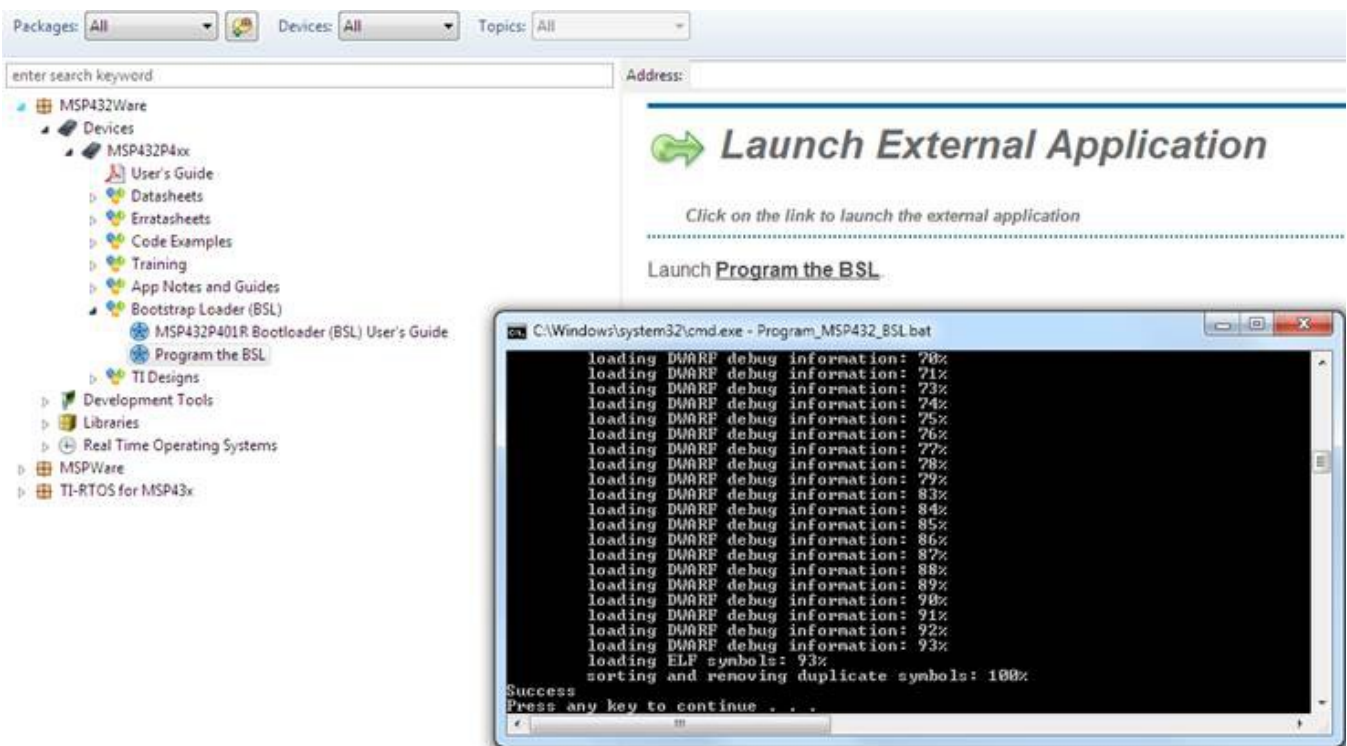 Packages: All Devices: All Topics: All
enter search keyword
Address:
MSP432Ware
Devices
MSP432P4xx
User's Guide
Datasheets
Erratasheets
Code Examples
Training
App Notes and Guides
Bootstrap Loader (BSL)
MSP432P401R Bootloader (BSL) User's Guide
Program the BSL
TI Designs
Development Tools
Libraries
Real Time Operating Systems
MSPWare
TI-RTOS for MSP43x
Launch External Application
Click on the link to launch the external application
Launch Program the BSL.
C:\Windows\system32\cmd.exe - Program_MSP432_BSL.bat
loading DWARF debug information: 70%
loading DWARF debug information: 71%
loading DWARF debug information: 73%
loading DWARF debug information: 74%
loading DWARF debug information: 75%
loading DWARF debug information: 76%
loading DWARF debug information: 77%
loading DWARF debug information: 78%
loading DWARF debug information: 79%
loading DWARF debug information: 83%
loading DWARF debug information: 84%
loading DWARF debug information: 85%
loading DWARF debug information: 86%
loading DWARF debug information: 87%
loading DWARF debug information: 88%
loading DWARF debug information: 89%
loading DWARF debug information: 90%
loading DWARF debug information: 91%
loading DWARF debug information: 92%
loading DWARF debug information: 93%
loading ELF symbols: 93%
sorting and removing duplicate symbols: 100%
Success
Press any key to continue . . .